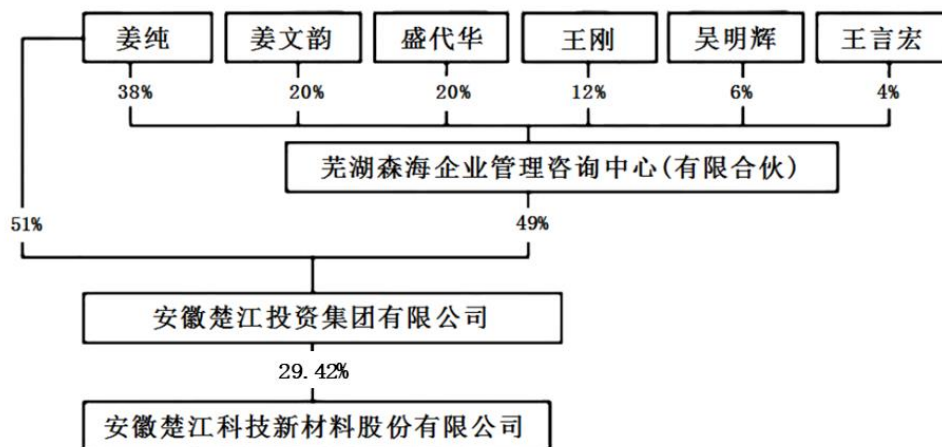 姜纯 姜文韵 盛代华 王刚 吴明辉 王言宏
38% 20% 20% 12% 6% 4%
芜湖森海企业管理咨询中心(有限合伙)
51% 49%
安徽楚江投资集团有限公司
29.42%
安徽楚江科技新材料股份有限公司